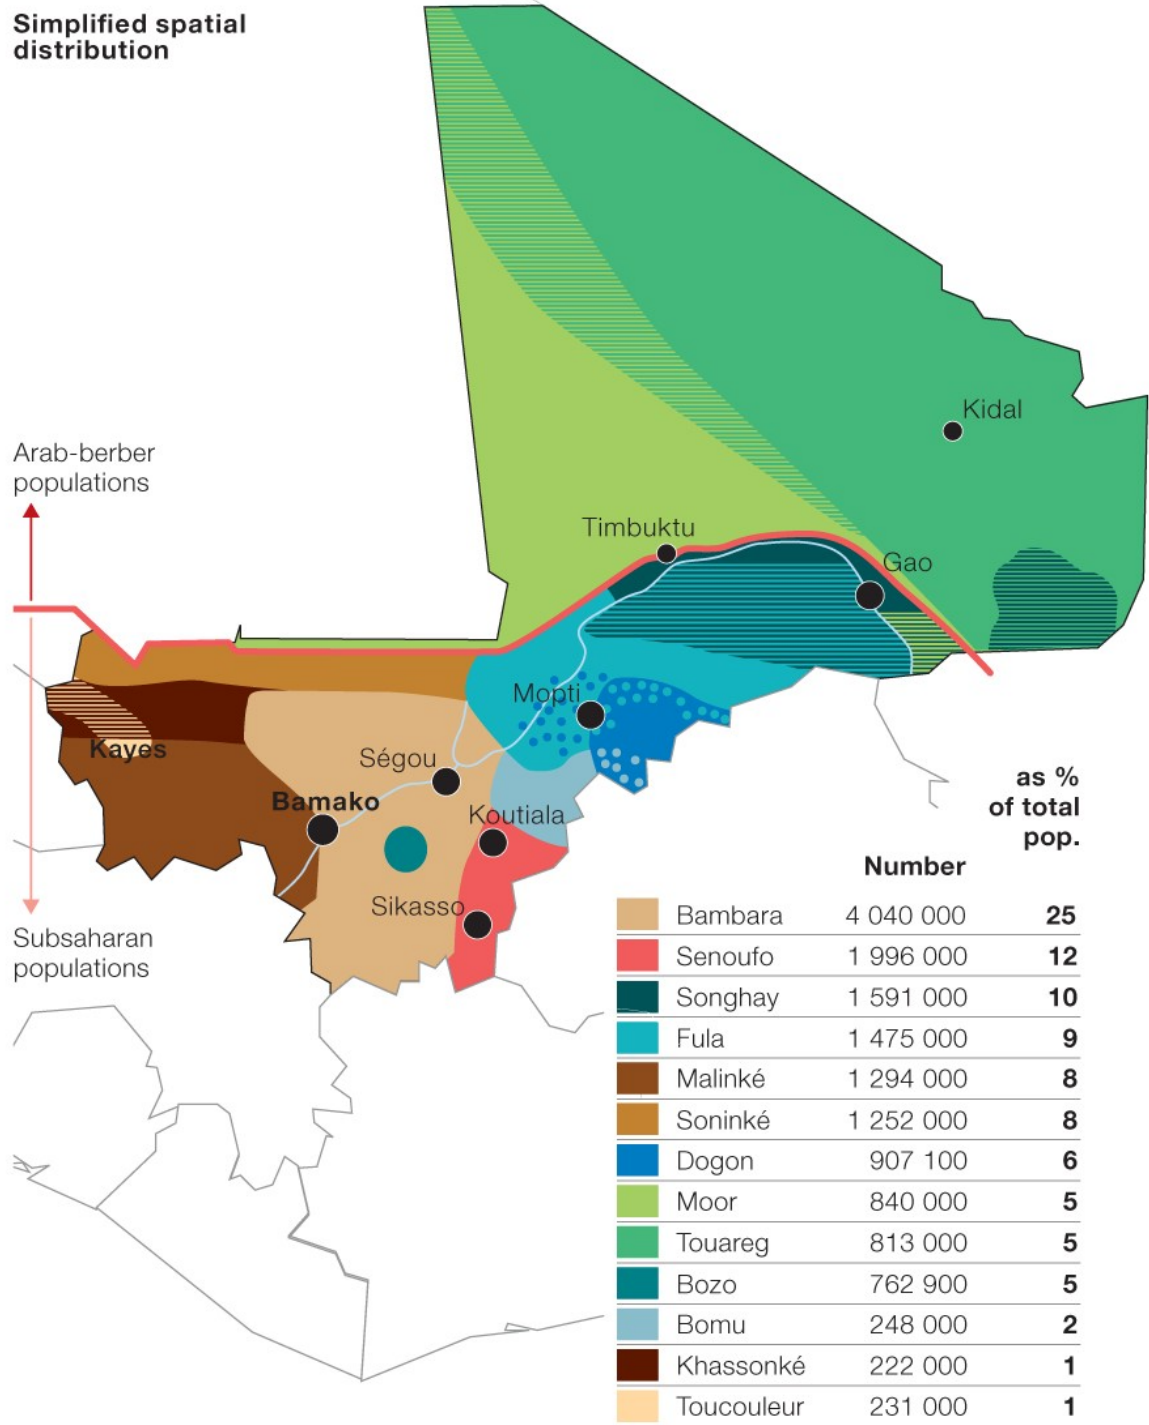 Simplified spatial
distribution
Kidal
Arab-berber
populations
Timbuktu
Gao
Mopti
Kayes
Ségou
Bamako
Koutiala
Sikasso
Subsaharan
populations
as %
of total
pop.
Number
Bambara 4 040 000 25
Senoufo 1 996 000 12
Songhay 1 591 000 10
Fula 1 475 000 9
Malinké 1 294 000 8
Soninké 1 252 000 8
Dogon 907 100 6
Moor 840 000 5
Touareg 813 000 5
Bozo 762 900 5
Bomu 248 000 2
Khassonké 222 000 1
Toucouleur 231 000 1